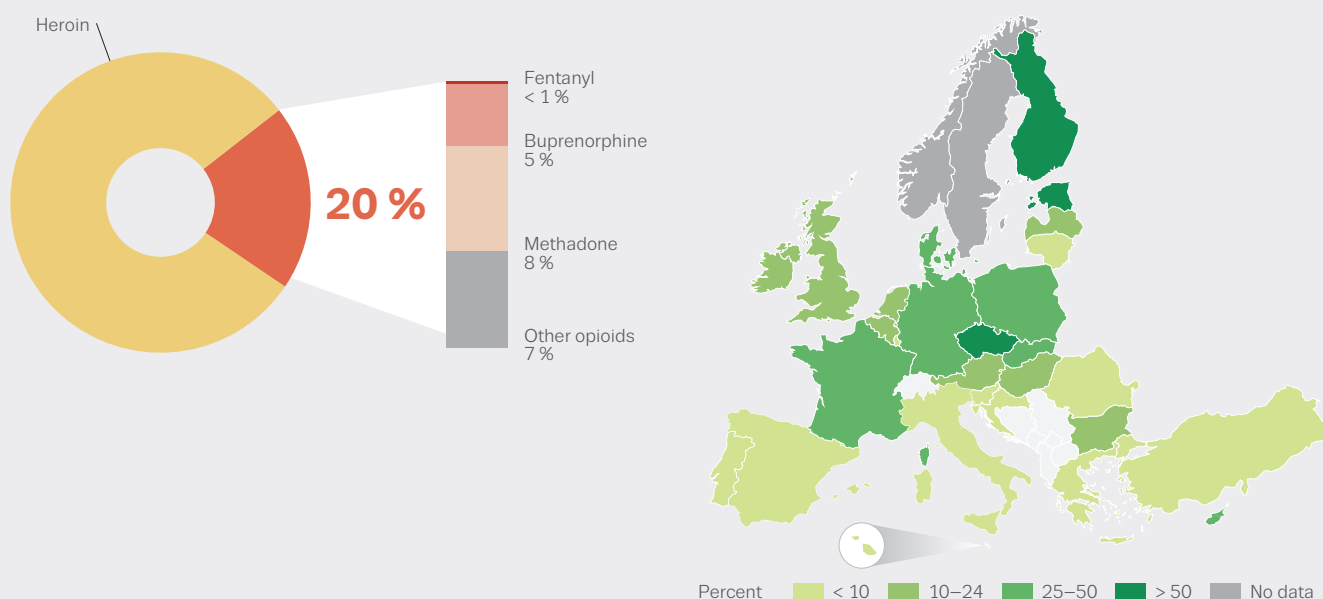 Heroin
Fentanyl
< 1 %
Buprenorphine
5 %
20 %
Methadone
8 %
Other opioids
7 %
Percent < 10 10–24 25–50 > 50 No data